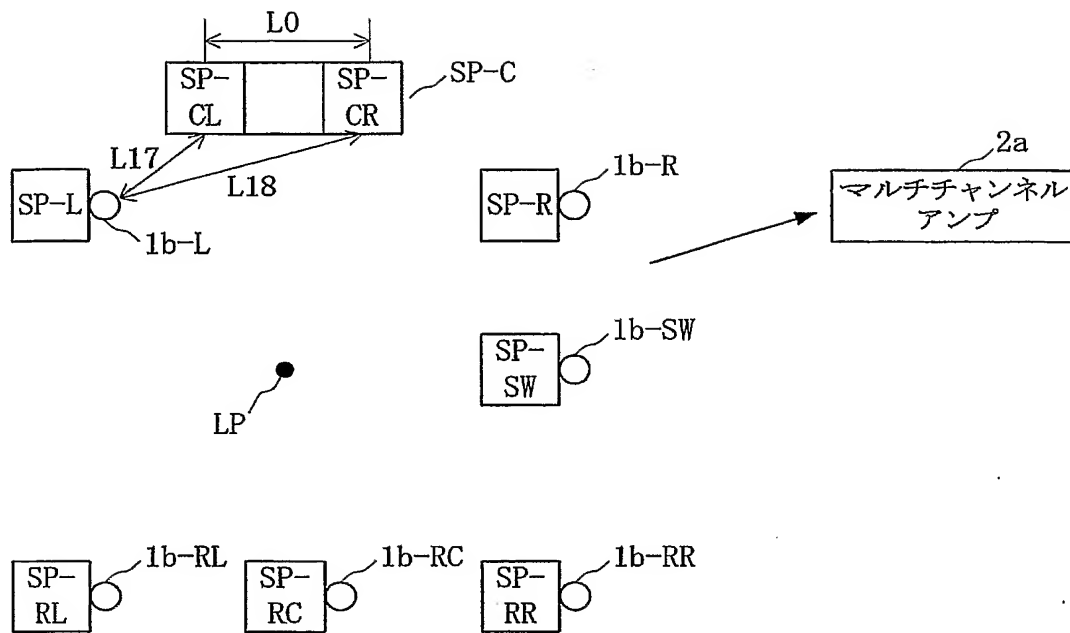 L0
SP-
CL
SP-
CR
SP-C
L17
L18
SP-L
1b-L
SP-R
1b-R
2a
マルチチャンネル
アンプ
SP-
SW
1b-SW
LP
SP-
RL
1b-RL
SP-
RC
1b-RC
SP-
RR
1b-RR